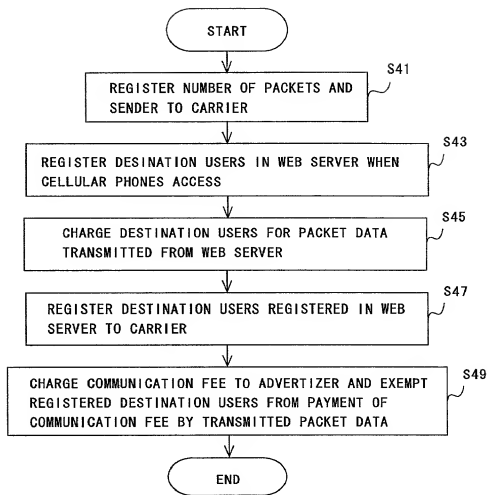 START
S41
REGISTER NUMBER OF PACKETS AND
SENDER TO CARRIER
S43
REGISTER DESINATION USERS IN WEB SERVER WHEN
CELLULAR PHONES ACCESS
S45
CHARGE DESTINATION USERS FOR PACKET DATA
TRANSMITTED FROM WEB SERVER
S47
REGISTER DESTINATION USERS REGISTERED IN WEB
SERVER TO CARRIER
S49
CHARGE COMMUNICATION FEE TO ADVERTIZER AND EXEMPT
REGISTERED DESTINATION USERS FROM PAYMENT OF
COMMUNICATION FEE BY TRANSMITTED PACKET DATA
END